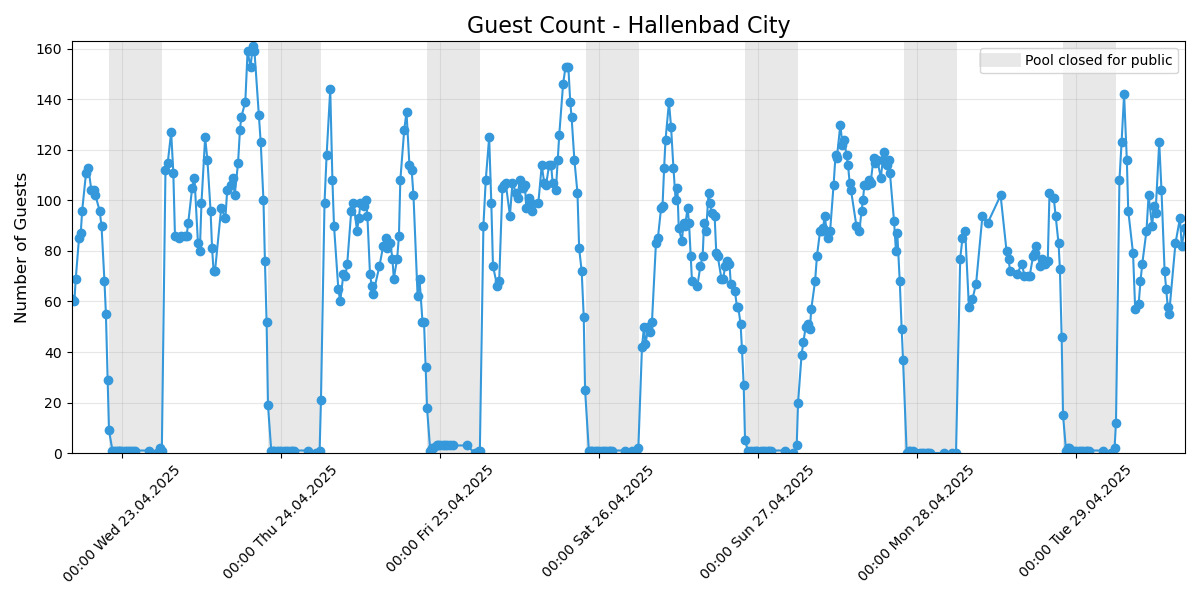 Guest Count - Hallenbad City
Pool closed for public
Number of Guests
160
140
120
100
80
60
40
20
0
00:00 Wed 23.04.2025
00:00 Thu 24.04.2025
00:00 Fri 25.04.2025
00:00 Sat 26.04.2025
00:00 Sun 27.04.2025
00:00 Mon 28.04.2025
00:00 Tue 29.04.2025